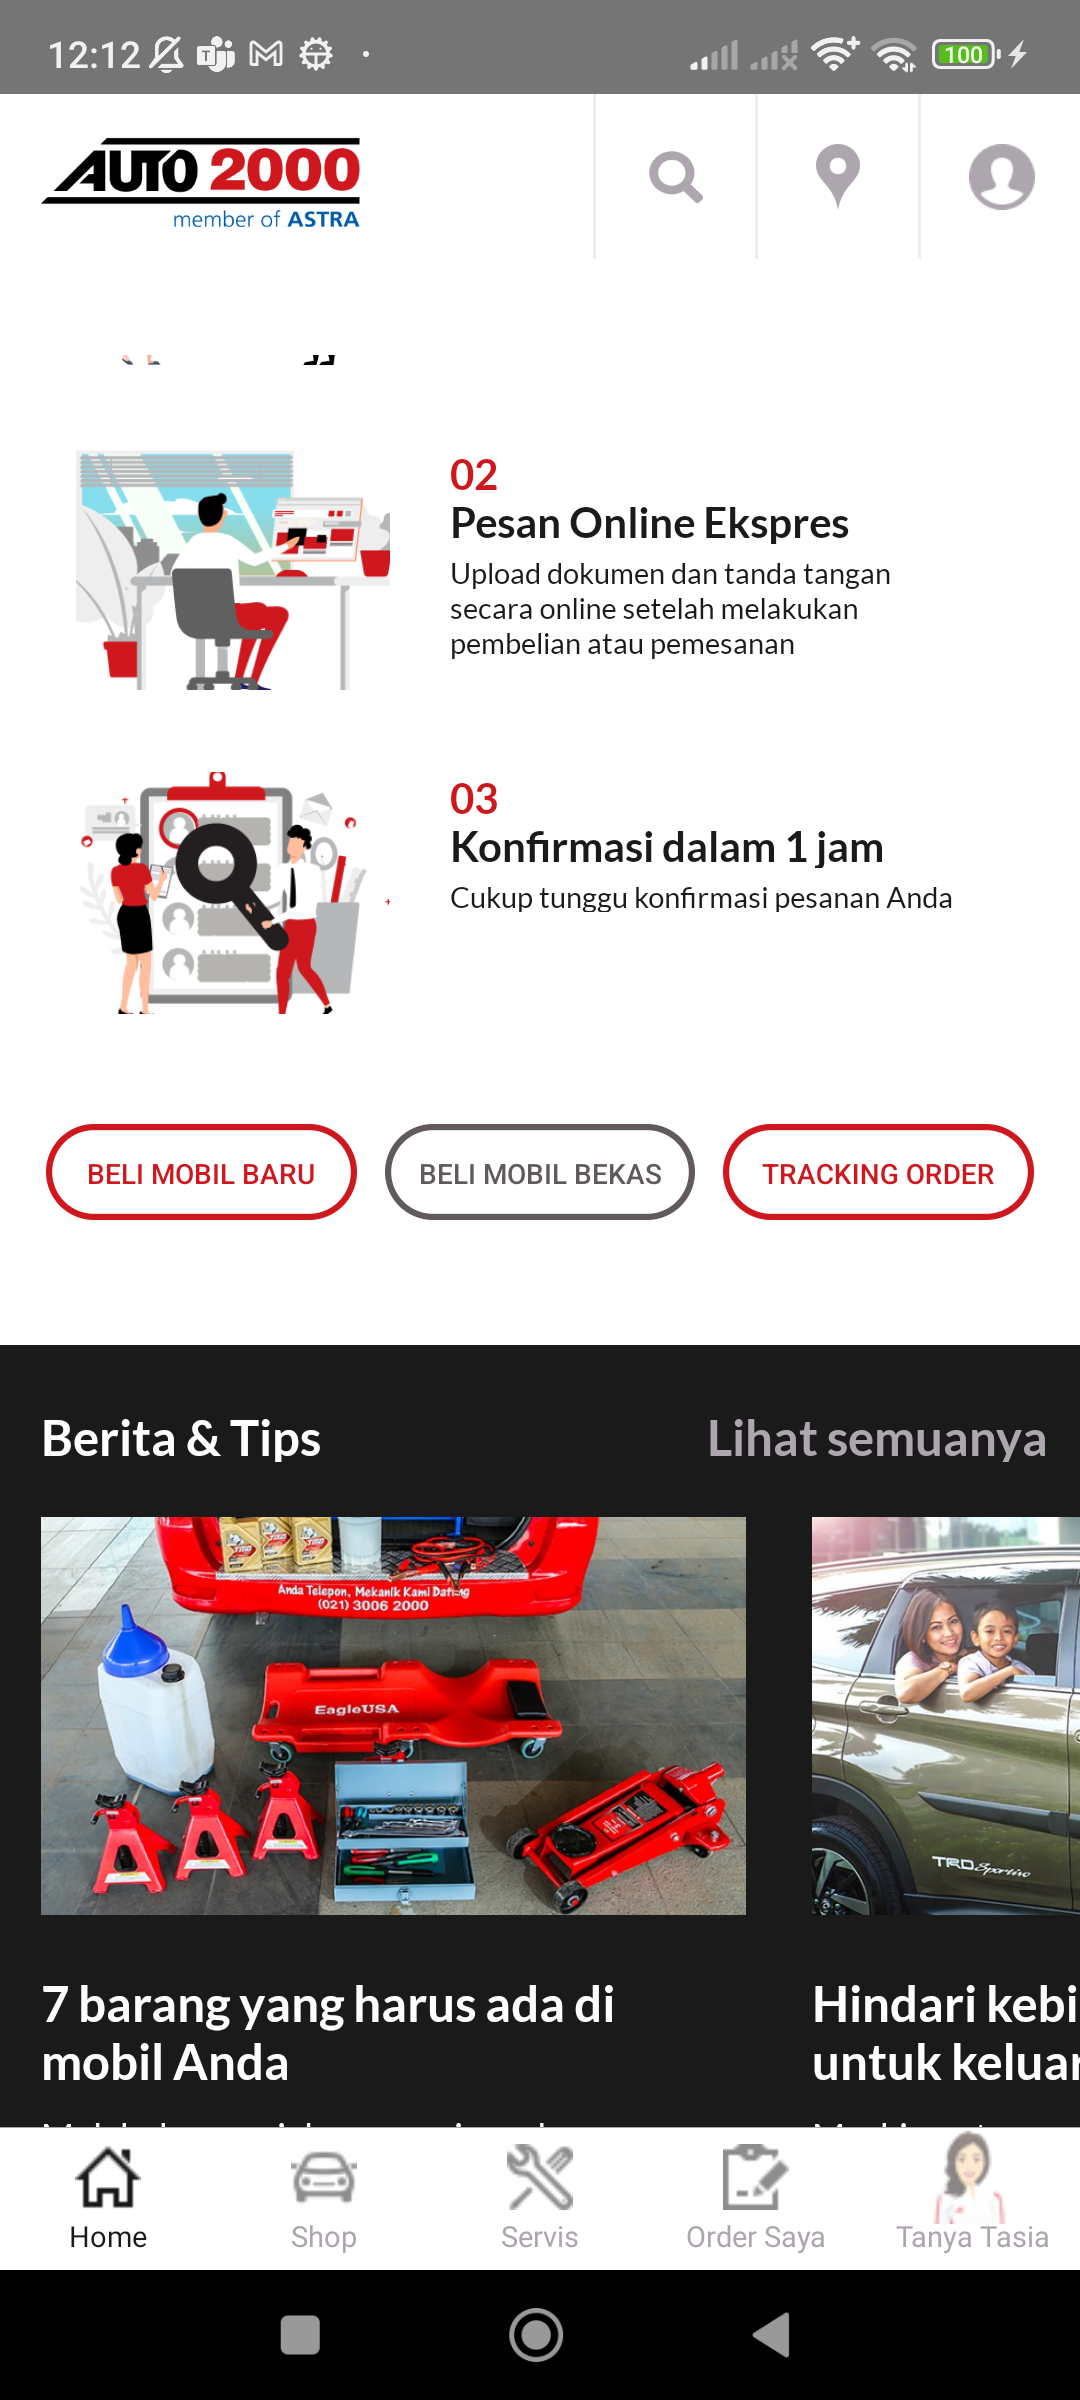 12:12
100
AUTO 2000
member of ASTRA
02
Pesan Online Ekspres
Upload dokumen dan tanda tangan
secara online setelah melakukan
pembelian atau pemesanan
03
Konfirmasi dalam 1 jam
Cukup tunggu konfirmasi pesanan Anda
BELI MOBIL BARU
BELI MOBIL BEKAS
TRACKING ORDER
Berita & Tips
Lihat semuanya
Anda Telepon, Mekanik Kami Datang
(021) 3006 2000
EagleUSA
TRD Sportivo
7 barang yang harus ada di
mobil Anda
Hindari kebi
untuk keluar
Home
Shop
Servis
Order Saya
Tanya Tasia